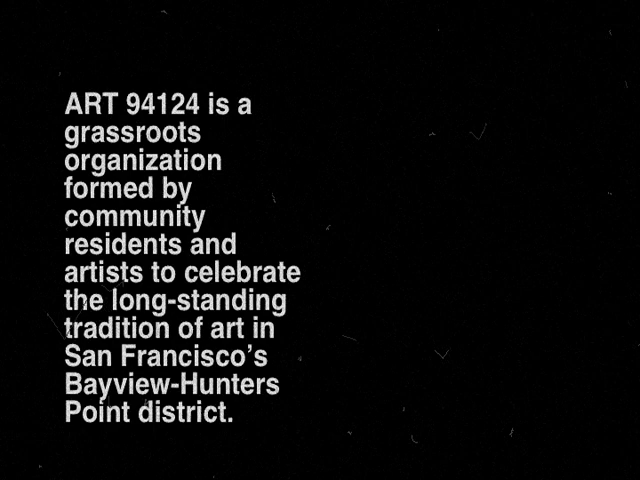 ART 94124 is a
grassroots
organization
formed by
community
residents and
artists to celebrate
the long-standing
tradition of art in
San Francisco’s
Bayview-Hunters
Point district.